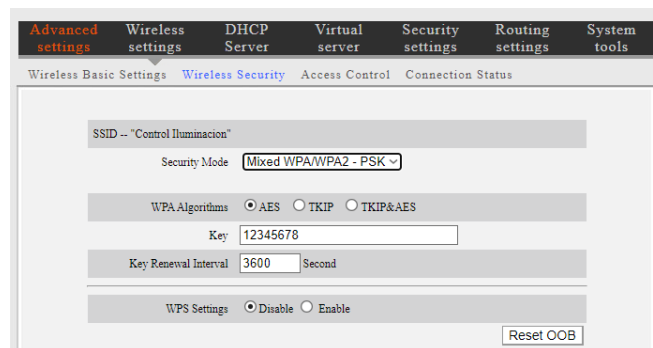 Advanced settings Wireless settings DHCP Server Virtual server Security settings Routing settings System tools
Wireless Basic Settings Wireless Security Access Control Connection Status
SSID -- "Control Iluminacion"
Security Mode Mixed WPA/WPA2 - PSK
WPA Algorithms AES TKIP TKIP&AES
Key 12345678
Key Renewal Interval 3600 Second
WPS Settings Disable Enable
Reset OOB